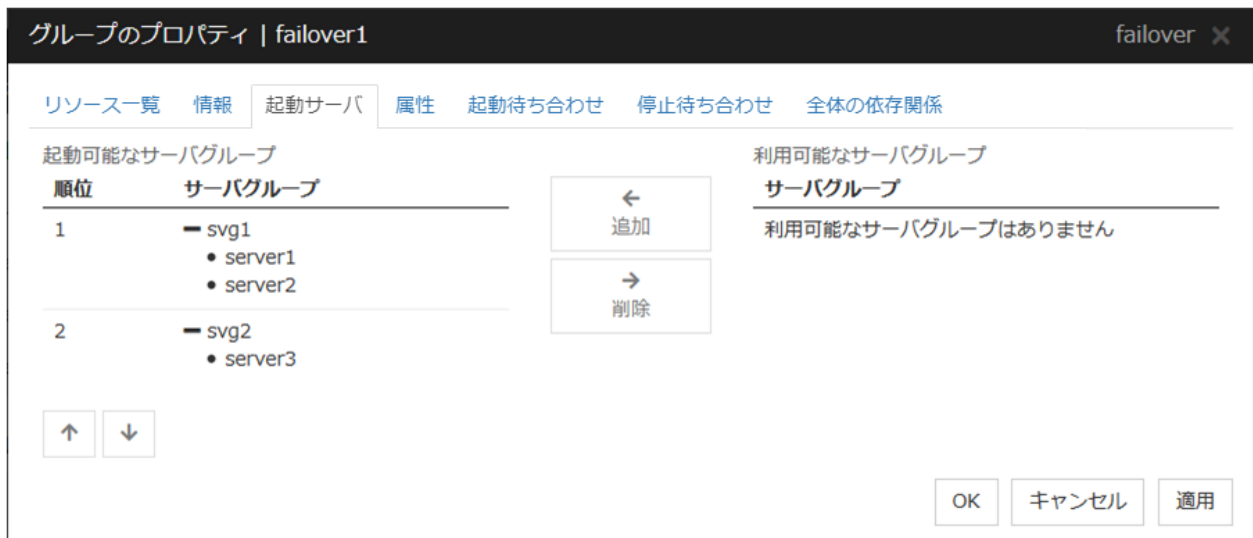 グループのプロパティ | failover1 failover ×
リソース一覧 情報 起動サーバ 属性 起動待ち合わせ 停止待ち合わせ 全体の依存関係
起動可能なサーバグループ 利用可能なサーバグループ
順位 サーバグループ サーバグループ
← 追加
1 svg1 利用可能なサーバグループはありません
• server1
• server2
→ 削除
2 svg2
• server3
↑ ↓
OK キャンセル 適用